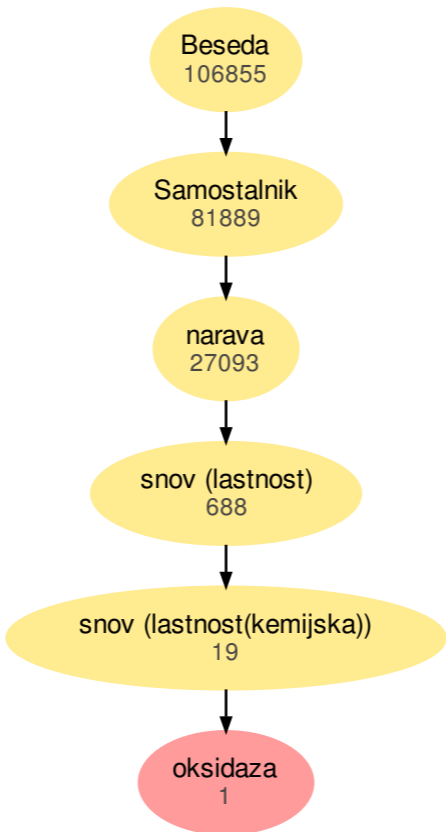 Beseda
106855
Samostalnik
81889
narava
27093
snov (lastnost)
688
snov (lastnost(kemijska))
19
oksidaza
1